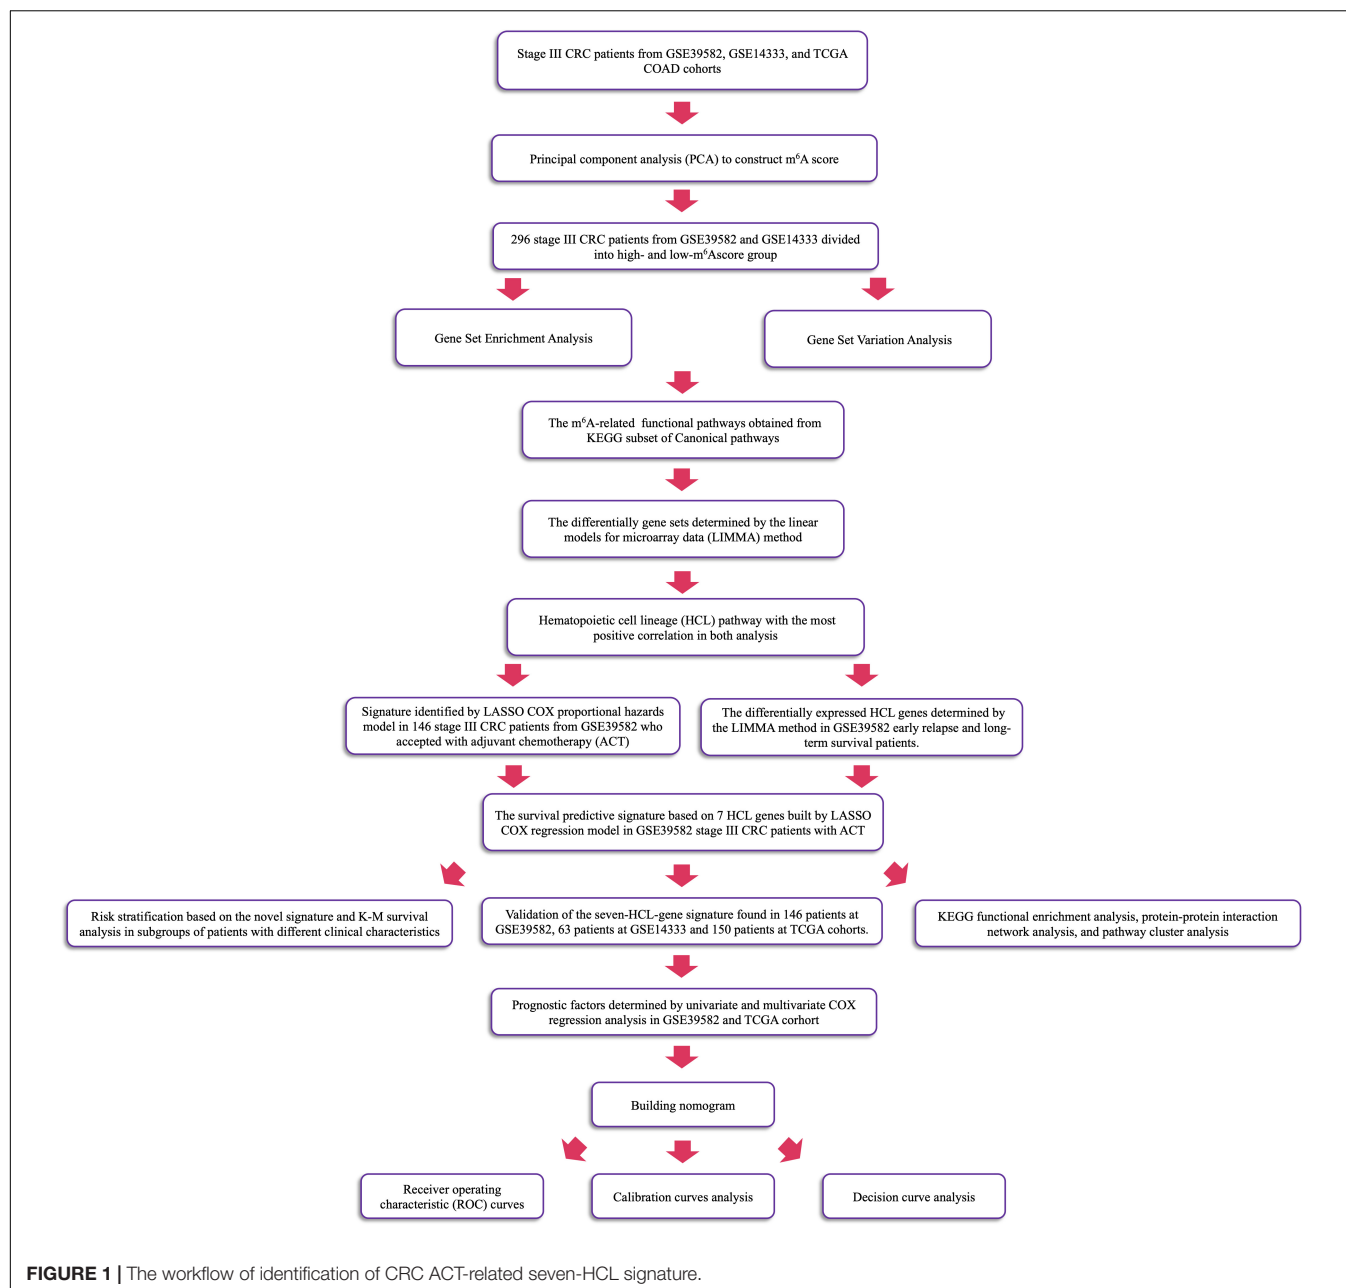 Stage III CRC patients from GSE39582, GSE14333, and TCGA
COAD cohorts
Principal component analysis (PCA) to construct m⁶A score
296 stage III CRC patients from GSE39582 and GSE14333 divided
into high- and low-m⁶Ascore group
Gene Set Enrichment Analysis
Gene Set Variation Analysis
The m⁶A-related functional pathways obtained from
KEGG subset of Canonical pathways
The differentially gene sets determined by the linear
models for microarray data (LIMMA) method
Hematopoietic cell lineage (HCL) pathway with the most
positive correlation in both analysis
Signature identified by LASSO COX proportional hazards
model in 146 stage III CRC patients from GSE39582 who
accepted with adjuvant chemotherapy (ACT)
The differentially expressed HCL genes determined by
the LIMMA method in GSE39582 early relapse and long-
term survival patients.
The survival predictive signature based on 7 HCL genes built by LASSO
COX regression model in GSE39582 stage III CRC patients with ACT
Risk stratification based on the novel signature and K-M survival
analysis in subgroups of patients with different clinical characteristics
Validation of the seven-HCL-gene signature found in 146 patients at
GSE39582, 63 patients at GSE14333 and 150 patients at TCGA cohorts.
KEGG functional enrichment analysis, protein-protein interaction
network analysis, and pathway cluster analysis
Prognostic factors determined by univariate and multivariate COX
regression analysis in GSE39582 and TCGA corhort
Building nomogram
Receiver operating
characteristic (ROC) curves
Calibration curves analysis
Decision curve analysis
FIGURE 1 | The workflow of identification of CRC ACT-related seven-HCL signature.